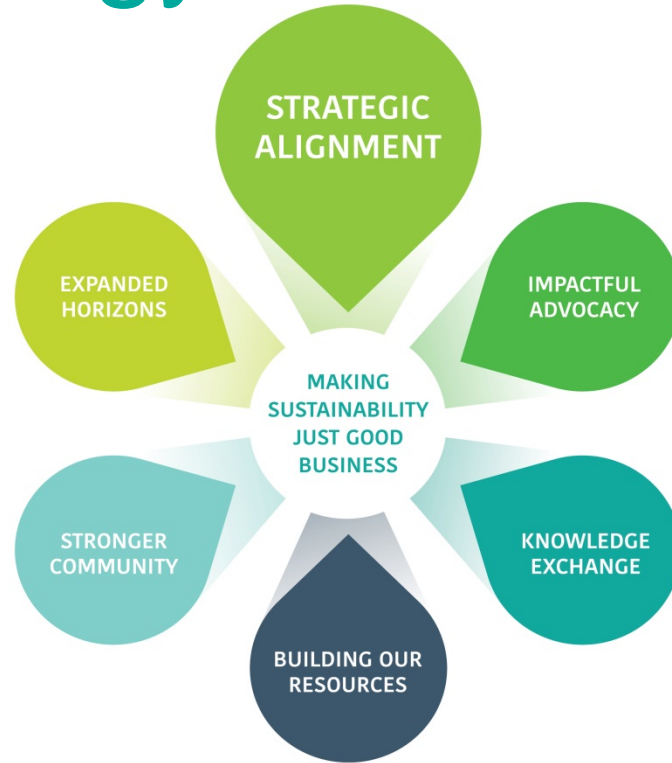 STRATEGIC
ALIGNMENT
EXPANDED
HORIZONS
IMPACTFUL
ADVOCACY
MAKING
SUSTAINABILITY
JUST GOOD
BUSINESS
STRONGER
COMMUNITY
KNOWLEDGE
EXCHANGE
BUILDING OUR
RESOURCES